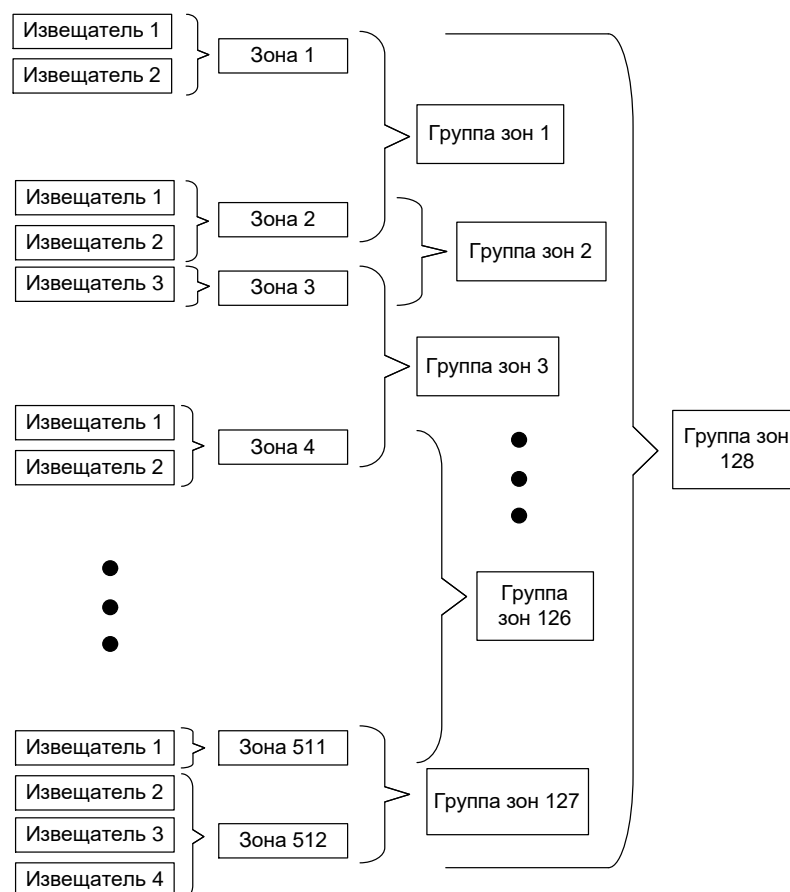 Извещатель 1
Извещатель 2
Зона 1
Группа зон 1
Извещатель 1
Извещатель 2
Зона 2
Группа зон 2
Извещатель 3
Зона 3
Группа зон 3
Извещатель 1
Извещатель 2
Зона 4
Группа зон
128
Группа
зон 126
Извещатель 1
Зона 511
Группа зон 127
Извещатель 2
Извещатель 3
Извещатель 4
Зона 512